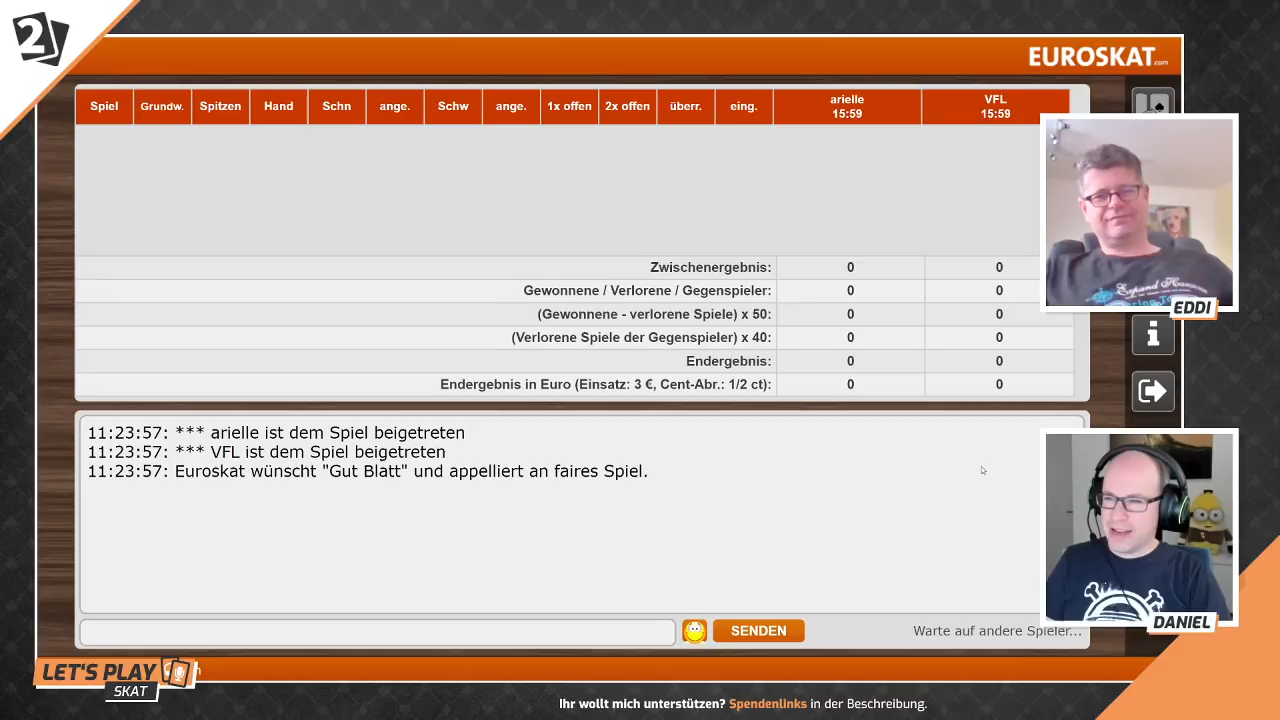 2
EUROSKAT.com
Spiel Grundw. Spitzen Hand Schn ange. Schw ange. 1x offen 2x offen überr. eing. arielle 15:59 VFL 15:59
Zwischenergebnis: 0 0
Gewonnene / Verlorene / Gegenspieler: 0 0
(Gewonnene - verlorene Spiele) x 50: 0 0
(Verlorene Spiele der Gegenspieler) x 40: 0 0
Endergebnis: 0 0
Endergebnis in Euro (Einsatz: 3 €, Cent-Abr.: 1/2 ct): 0 0
EDDI
11:23:57: *** arielle ist dem Spiel beigetreten
11:23:57: *** VFL ist dem Spiel beigetreten
11:23:57: Euroskat wünscht "Gut Blatt" und appelliert an faires Spiel.
DANIEL
SENDEN
Warte auf andere Spieler...
LET'S PLAY
SKAT
Ihr wollt mich unterstützen? Spendenlinks in der Beschreibung.